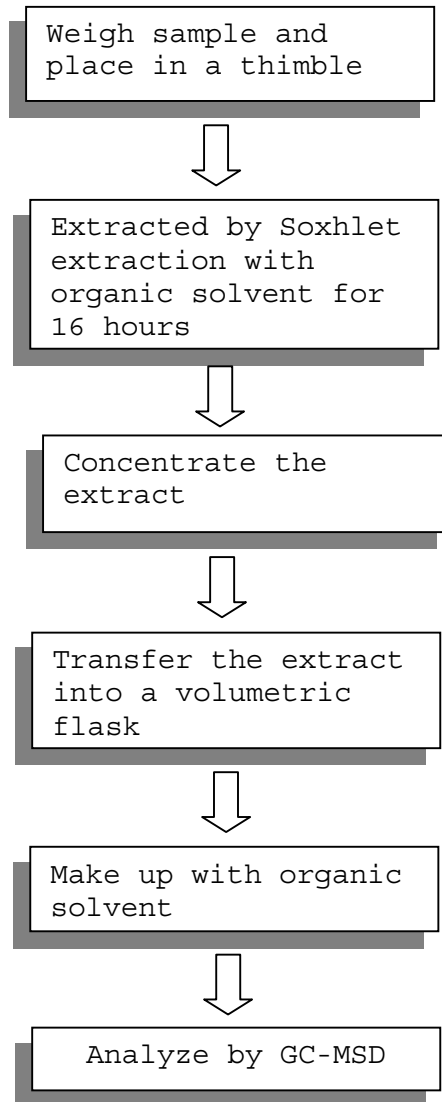 Weigh sample and
place in a thimble
Extracted by Soxhlet
extraction with
organic solvent for
16 hours
Concentrate the
extract
Transfer the extract
into a volumetric
flask
Make up with organic
solvent
Analyze by GC-MSD